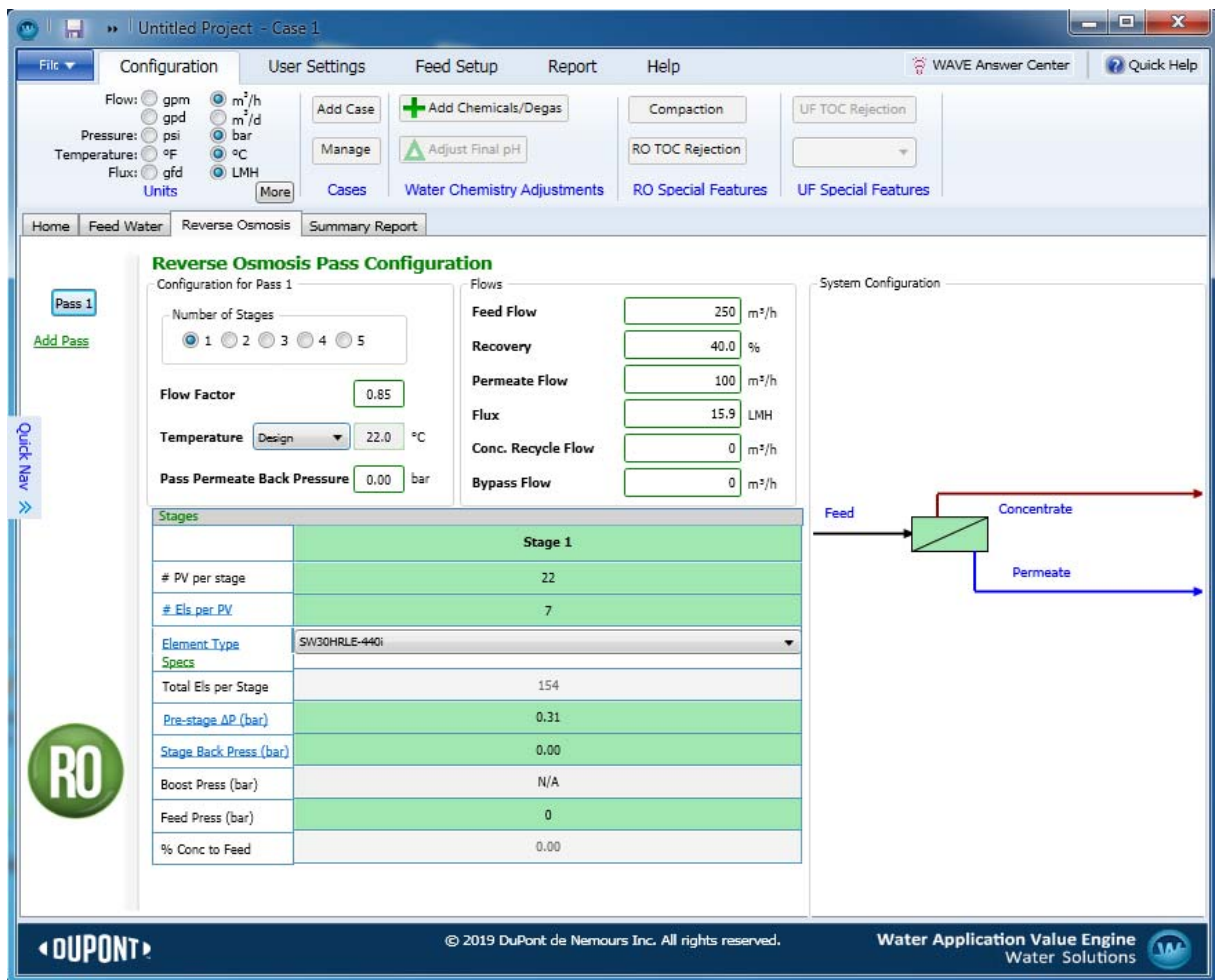 Untitled Project - Case 1
File
Configuration
User Settings
Feed Setup
Report
Help
WAVE Answer Center
Quick Help
Flow: gpm m³/h
gpd m³/d
Pressure: psi bar
Temperature: °F °C
Flux: gfd LMH
Units
More
Add Case
Manage
Cases
Add Chemicals/Degas
Adjust Final pH
Water Chemistry Adjustments
Compaction
RO TOC Rejection
RO Special Features
UF TOC Rejection
UF Special Features
Home
Feed Water
Reverse Osmosis
Summary Report
Pass 1
Add Pass
Quick Nav
RO
Reverse Osmosis Pass Configuration
Configuration for Pass 1
Number of Stages
1 2 3 4 5
Flow Factor 0.85
Temperature Design 22.0 °C
Pass Permeate Back Pressure 0.00 bar
Flows
Feed Flow 250 m³/h
Recovery 40.0 %
Permeate Flow 100 m³/h
Flux 15.9 LMH
Conc. Recycle Flow 0 m³/h
Bypass Flow 0 m³/h
Stages
Stage 1
# PV per stage 22
# Els per PV 7
Element Type SW30HRLE-440i
Specs
Total Els per Stage 154
Pre-stage ΔP (bar) 0.31
Stage Back Press (bar) 0.00
Boost Press (bar) N/A
Feed Press (bar) 0
% Conc to Feed 0.00
System Configuration
Feed
Concentrate
Permeate
DUPONT
© 2019 DuPont de Nemours Inc. All rights reserved.
Water Application Value Engine
Water Solutions